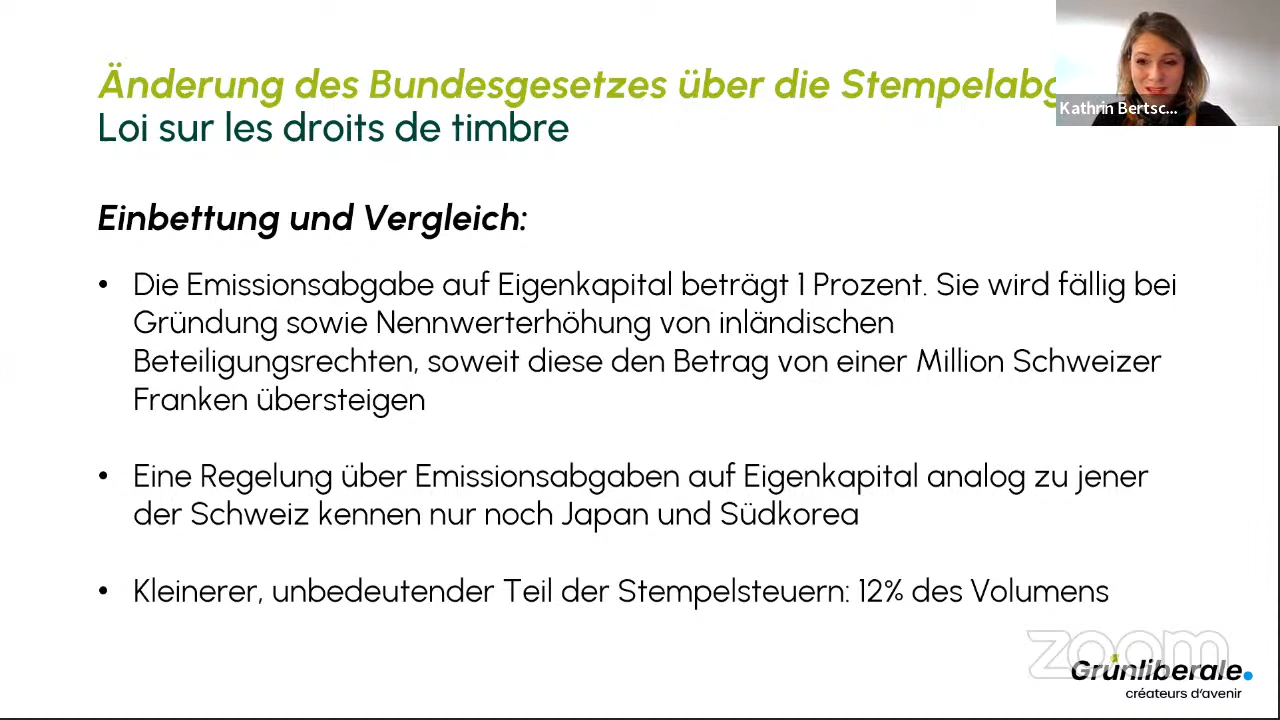 Änderung des Bundesgesetzes über die Stempelabg
Kathrin Bertsc...
Loi sur les droits de timbre
Einbettung und Vergleich:
• Die Emissionsabgabe auf Eigenkapital beträgt 1 Prozent. Sie wird fällig bei
Gründung sowie Nennwerterhöhung von inländischen
Beteiligungsrechten, soweit diese den Betrag von einer Million Schweizer
Franken übersteigen
• Eine Regelung über Emissionsabgaben auf Eigenkapital analog zu jener
der Schweiz kennen nur noch Japan und Südkorea
• Kleinerer, unbedeutender Teil der Stempelsteuern: 12% des Volumens
zoom
Grünliberale.
créateurs d'avenir